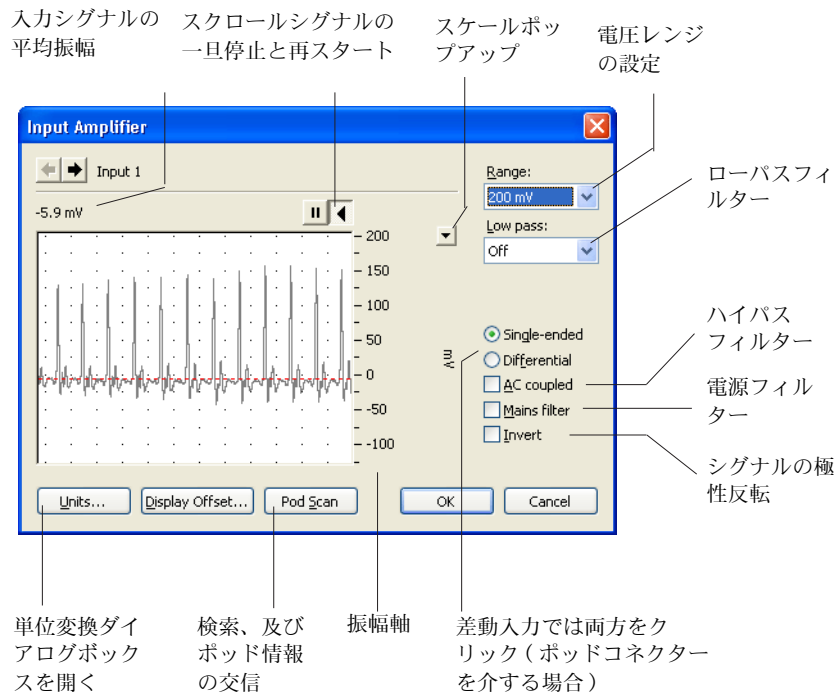 入力シグナルの
平均振幅
スクロールシグナルの
一旦停止と再スタート
スケールポッ
プアップ
電圧レンジ
の設定
Input Amplifier
Input 1
Range:
200 mV
ローパスフィ
ルター
-5.9 mV
Low pass:
Off
200
150
100
50
0
-50
-100
mV
ハイパス
フィルター
Single-ended
Differential
AC coupled
Mains filter
Invert
電源フィル
ター
シグナルの極
性反転
Units...
Display Offset...
Pod Scan
OK
Cancel
単位変換ダイ
アログボック
スを開く
検索、及び
ポッド情報
の交信
振幅軸
差動入力では両方をク
リック ( ポッドコネクター
を介する場合 )